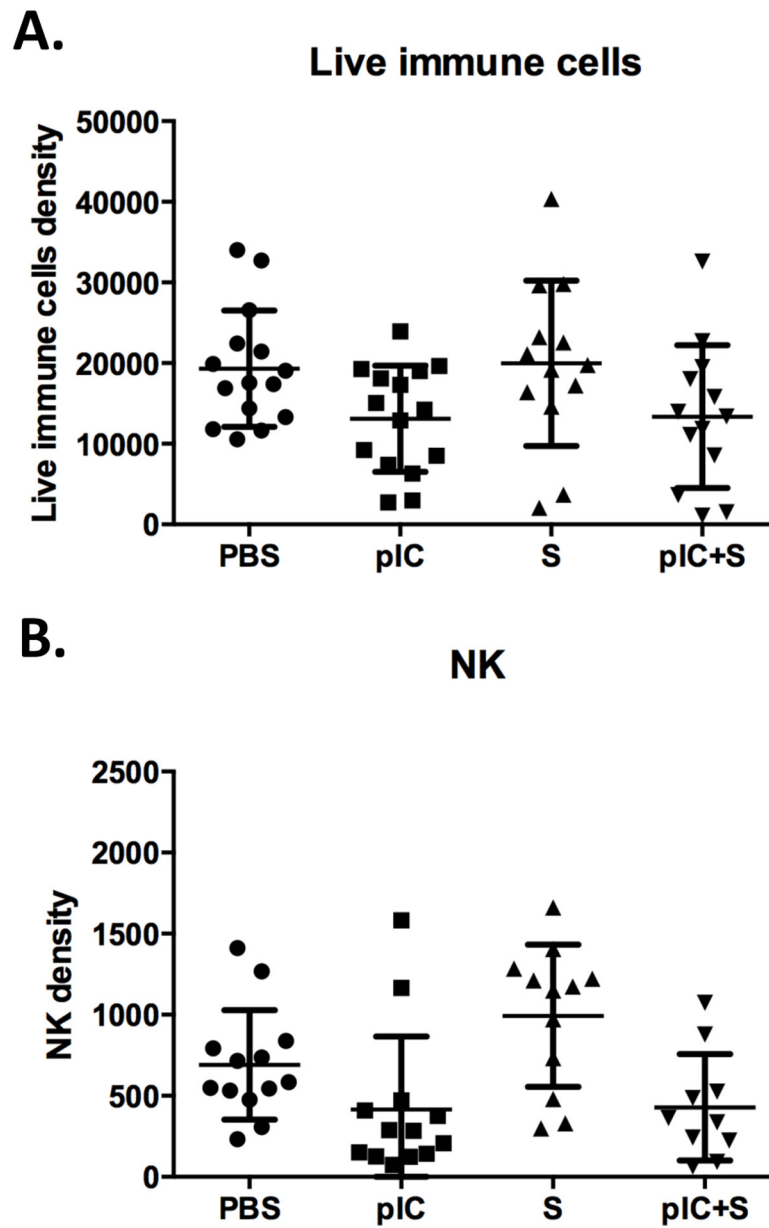 A.
Live immune cells
Live immune cells density
50000
40000
30000
20000
10000
0
PBS pIC S pIC+S
B.
NK
NK density
2500
2000
1500
1000
500
0
PBS pIC S pIC+S